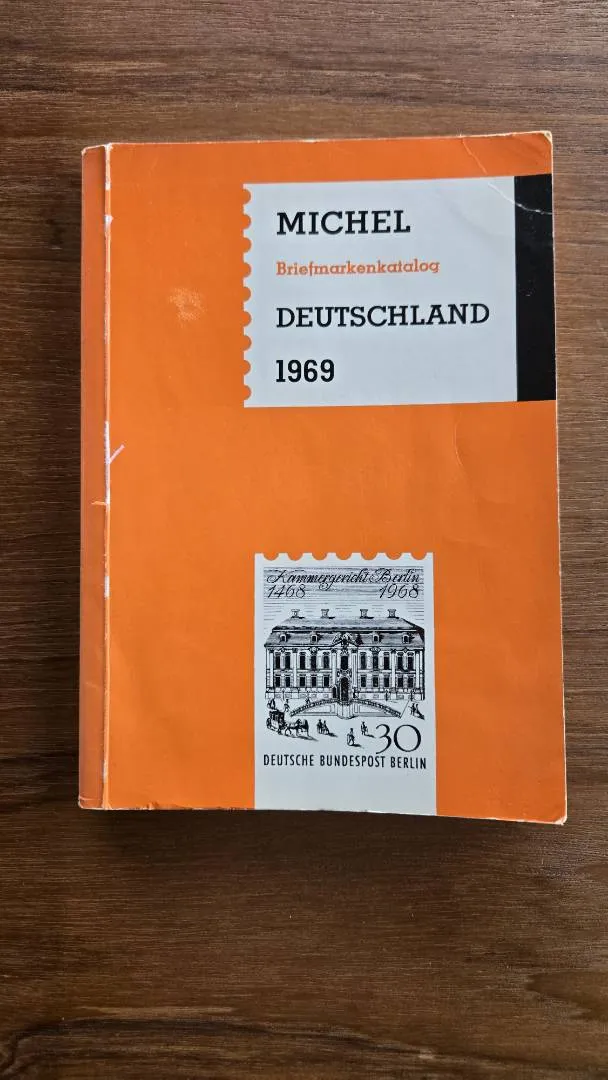 MICHEL
Briefmarkenkatalog
DEUTSCHLAND
1969
Kammergericht Berlin
1468 1968
30
DEUTSCHE BUNDESPOST BERLIN